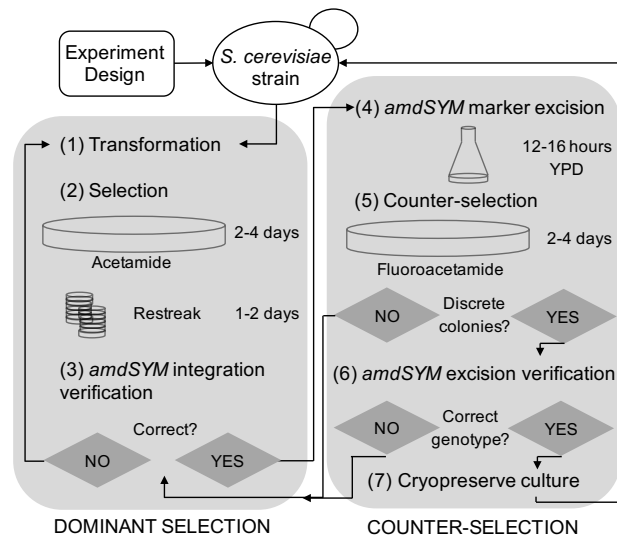 Experiment
Design
S. cerevisiae
strain
(1) Transformation
(2) Selection
2-4 days
Acetamide
Restreak
1-2 days
(3) amdSYM integration
verification
Correct?
NO
YES
DOMINANT SELECTION
(4) amdSYM marker excision
12-16 hours
YPD
(5) Counter-selection
2-4 days
Fluoroacetamide
NO
Discrete
colonies?
YES
(6) amdSYM excision verification
NO
Correct
genotype?
YES
(7) Cryopreserve culture
COUNTER-SELECTION